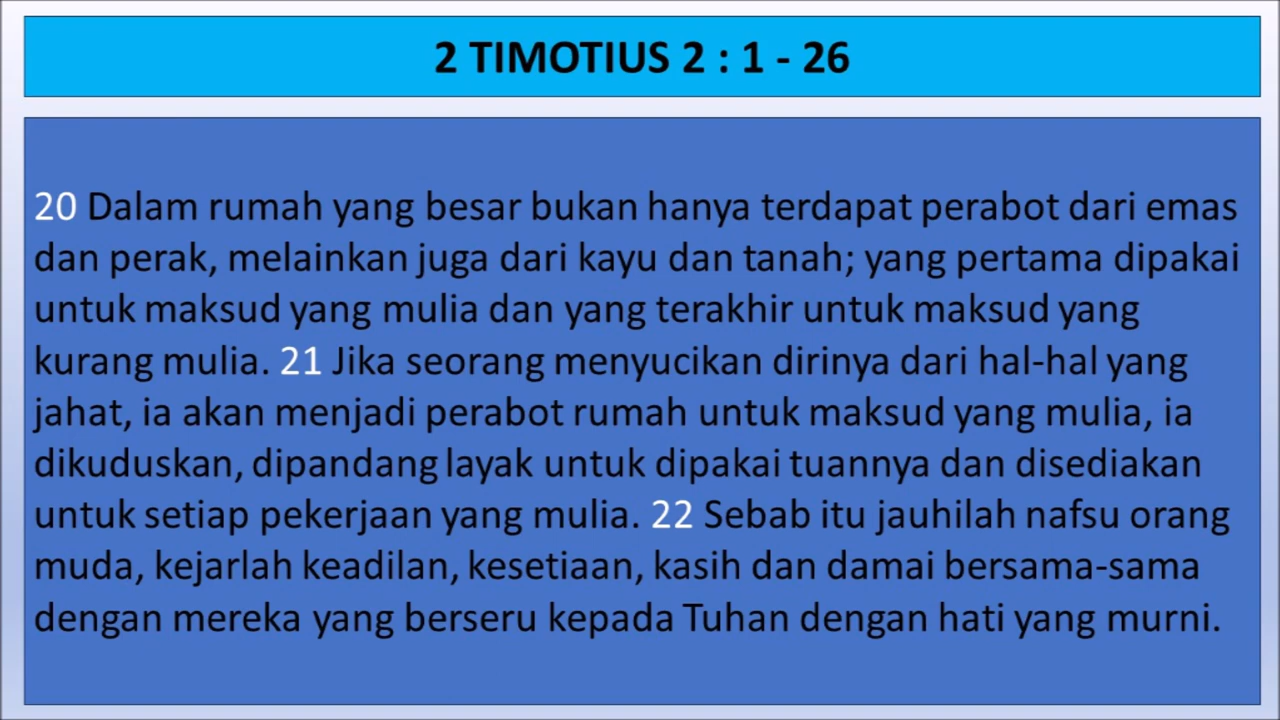 2 TIMOTIUS 2 : 1 - 26
20 Dalam rumah yang besar bukan hanya terdapat perabot dari emas
dan perak, melainkan juga dari kayu dan tanah; yang pertama dipakai
untuk maksud yang mulia dan yang terakhir untuk maksud yang
kurang mulia. 21 Jika seorang menyucikan dirinya dari hal-hal yang
jahat, ia akan menjadi perabot rumah untuk maksud yang mulia, ia
dikuduskan, dipandang layak untuk dipakai tuannya dan disediakan
untuk setiap pekerjaan yang mulia. 22 Sebab itu jauhilah nafsu orang
muda, kejarlah keadilan, kesetiaan, kasih dan damai bersama-sama
dengan mereka yang berseru kepada Tuhan dengan hati yang murni.